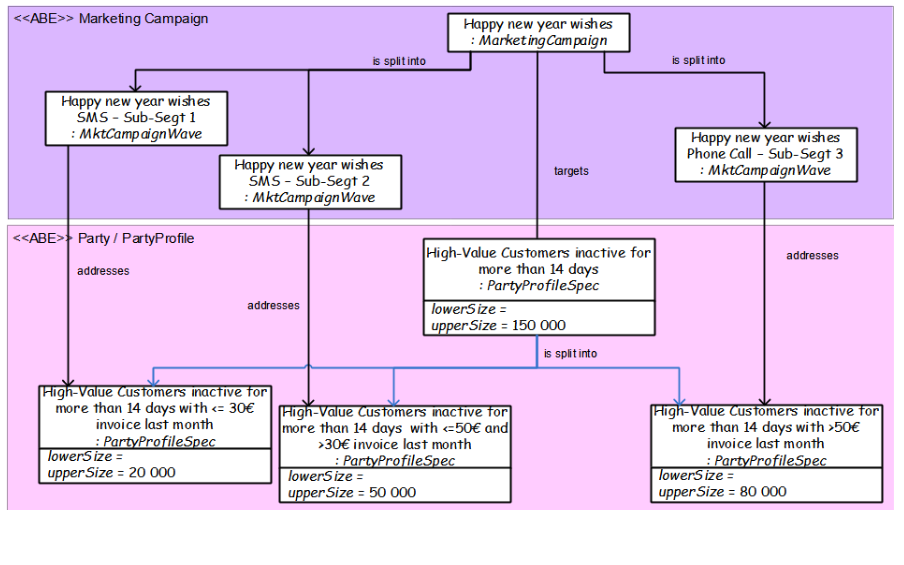 <<ABE>> Marketing Campaign
Happy new year wishes
: MarketingCampaign
is split into
is split into
Happy new year wishes
SMS – Sub-Segt 1
: MktCampaignWave
Happy new year wishes
SMS – Sub-Segt 2
: MktCampaignWave
Happy new year wishes
Phone Call – Sub-Segt 3
: MktCampaignWave
targets
<<ABE>> Party / PartyProfile
addresses
addresses
addresses
High-Value Customers inactive for
more than 14 days
: PartyProfileSpec
lowerSize =
upperSize = 150 000
is split into
High-Value Customers inactive for
more than 14 days with <= 30€
invoice last month
: PartyProfileSpec
lowerSize =
upperSize = 20 000
High-Value Customers inactive for
more than 14 days with <=50€ and
>30€ invoice last month
: PartyProfileSpec
lowerSize =
upperSize = 50 000
High-Value Customers inactive for
more than 14 days with >50€
invoice last month
: PartyProfileSpec
lowerSize =
upperSize = 80 000